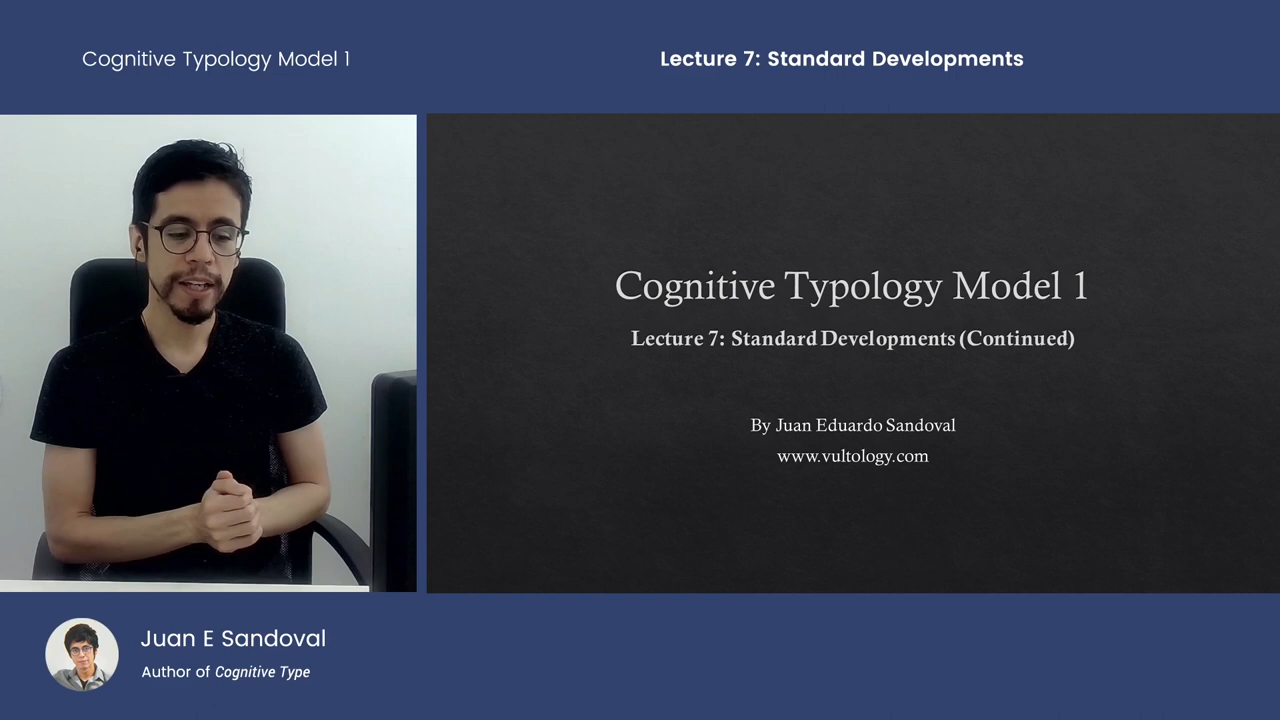 Cognitive Typology Model 1
Lecture 7: Standard Developments
Cognitive Typology Model 1
Lecture 7: Standard Developments (Continued)
By Juan Eduardo Sandoval
www.vultology.com
Juan E Sandoval
Author of Cognitive Type